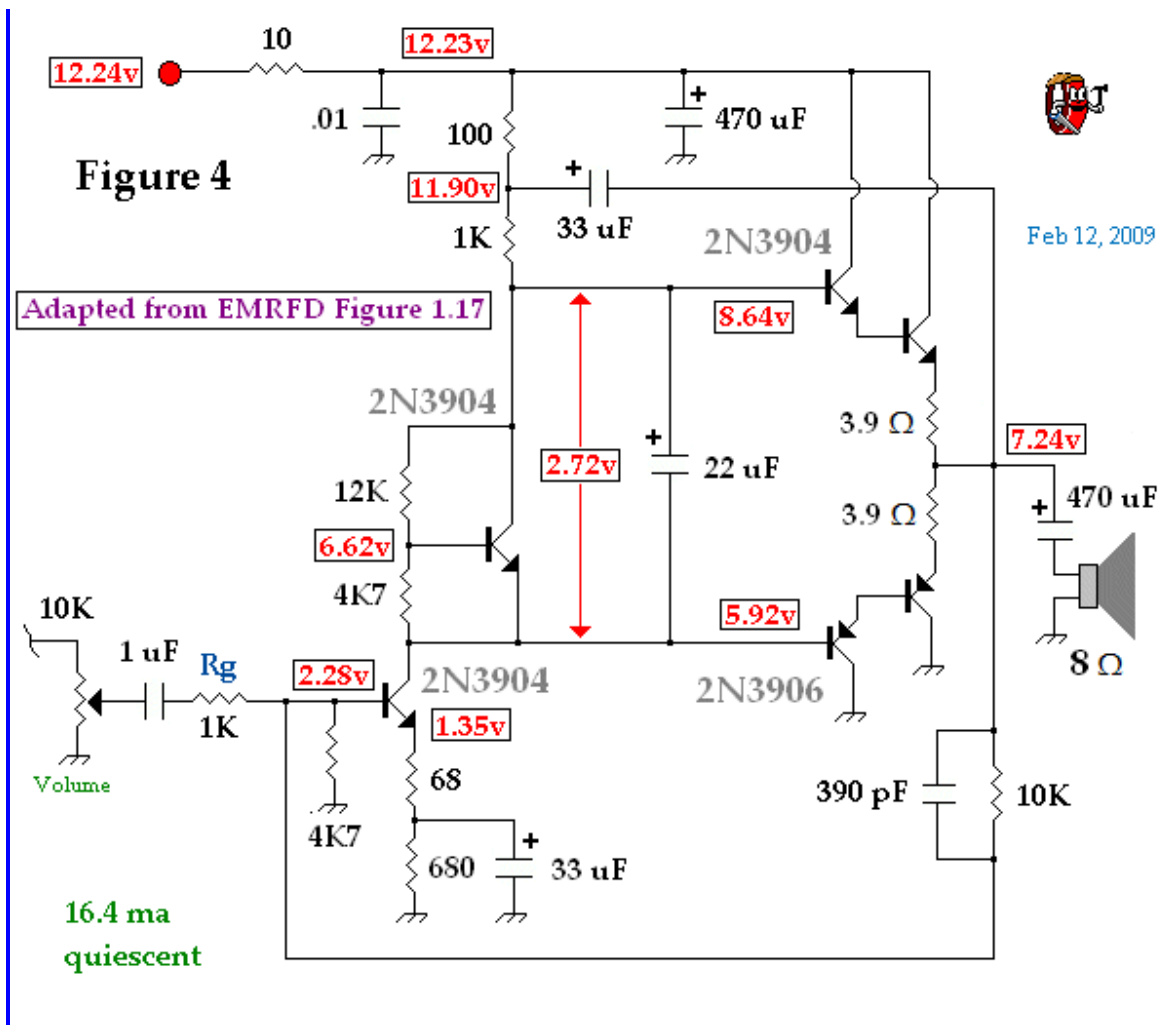 10
12.23v
12.24v
.01
100
+
470 uF
Figure 4
11.90v
+
33 uF
1K
2N3904
Feb 12, 2009
Adapted from EMRFD Figure 1.17
8.64v
2N3904
3.9 Ω
7.24v
12K
2.72v
+
22 uF
470 uF
+
3.9 Ω
6.62v
4K7
10K
1 uF
Rg
2.28v
5.92v
8 Ω
2N3904
2N3906
1K
1.35v
Volume
68
390 pF
10K
4K7
+
680
33 uF
16.4 ma
quiescent